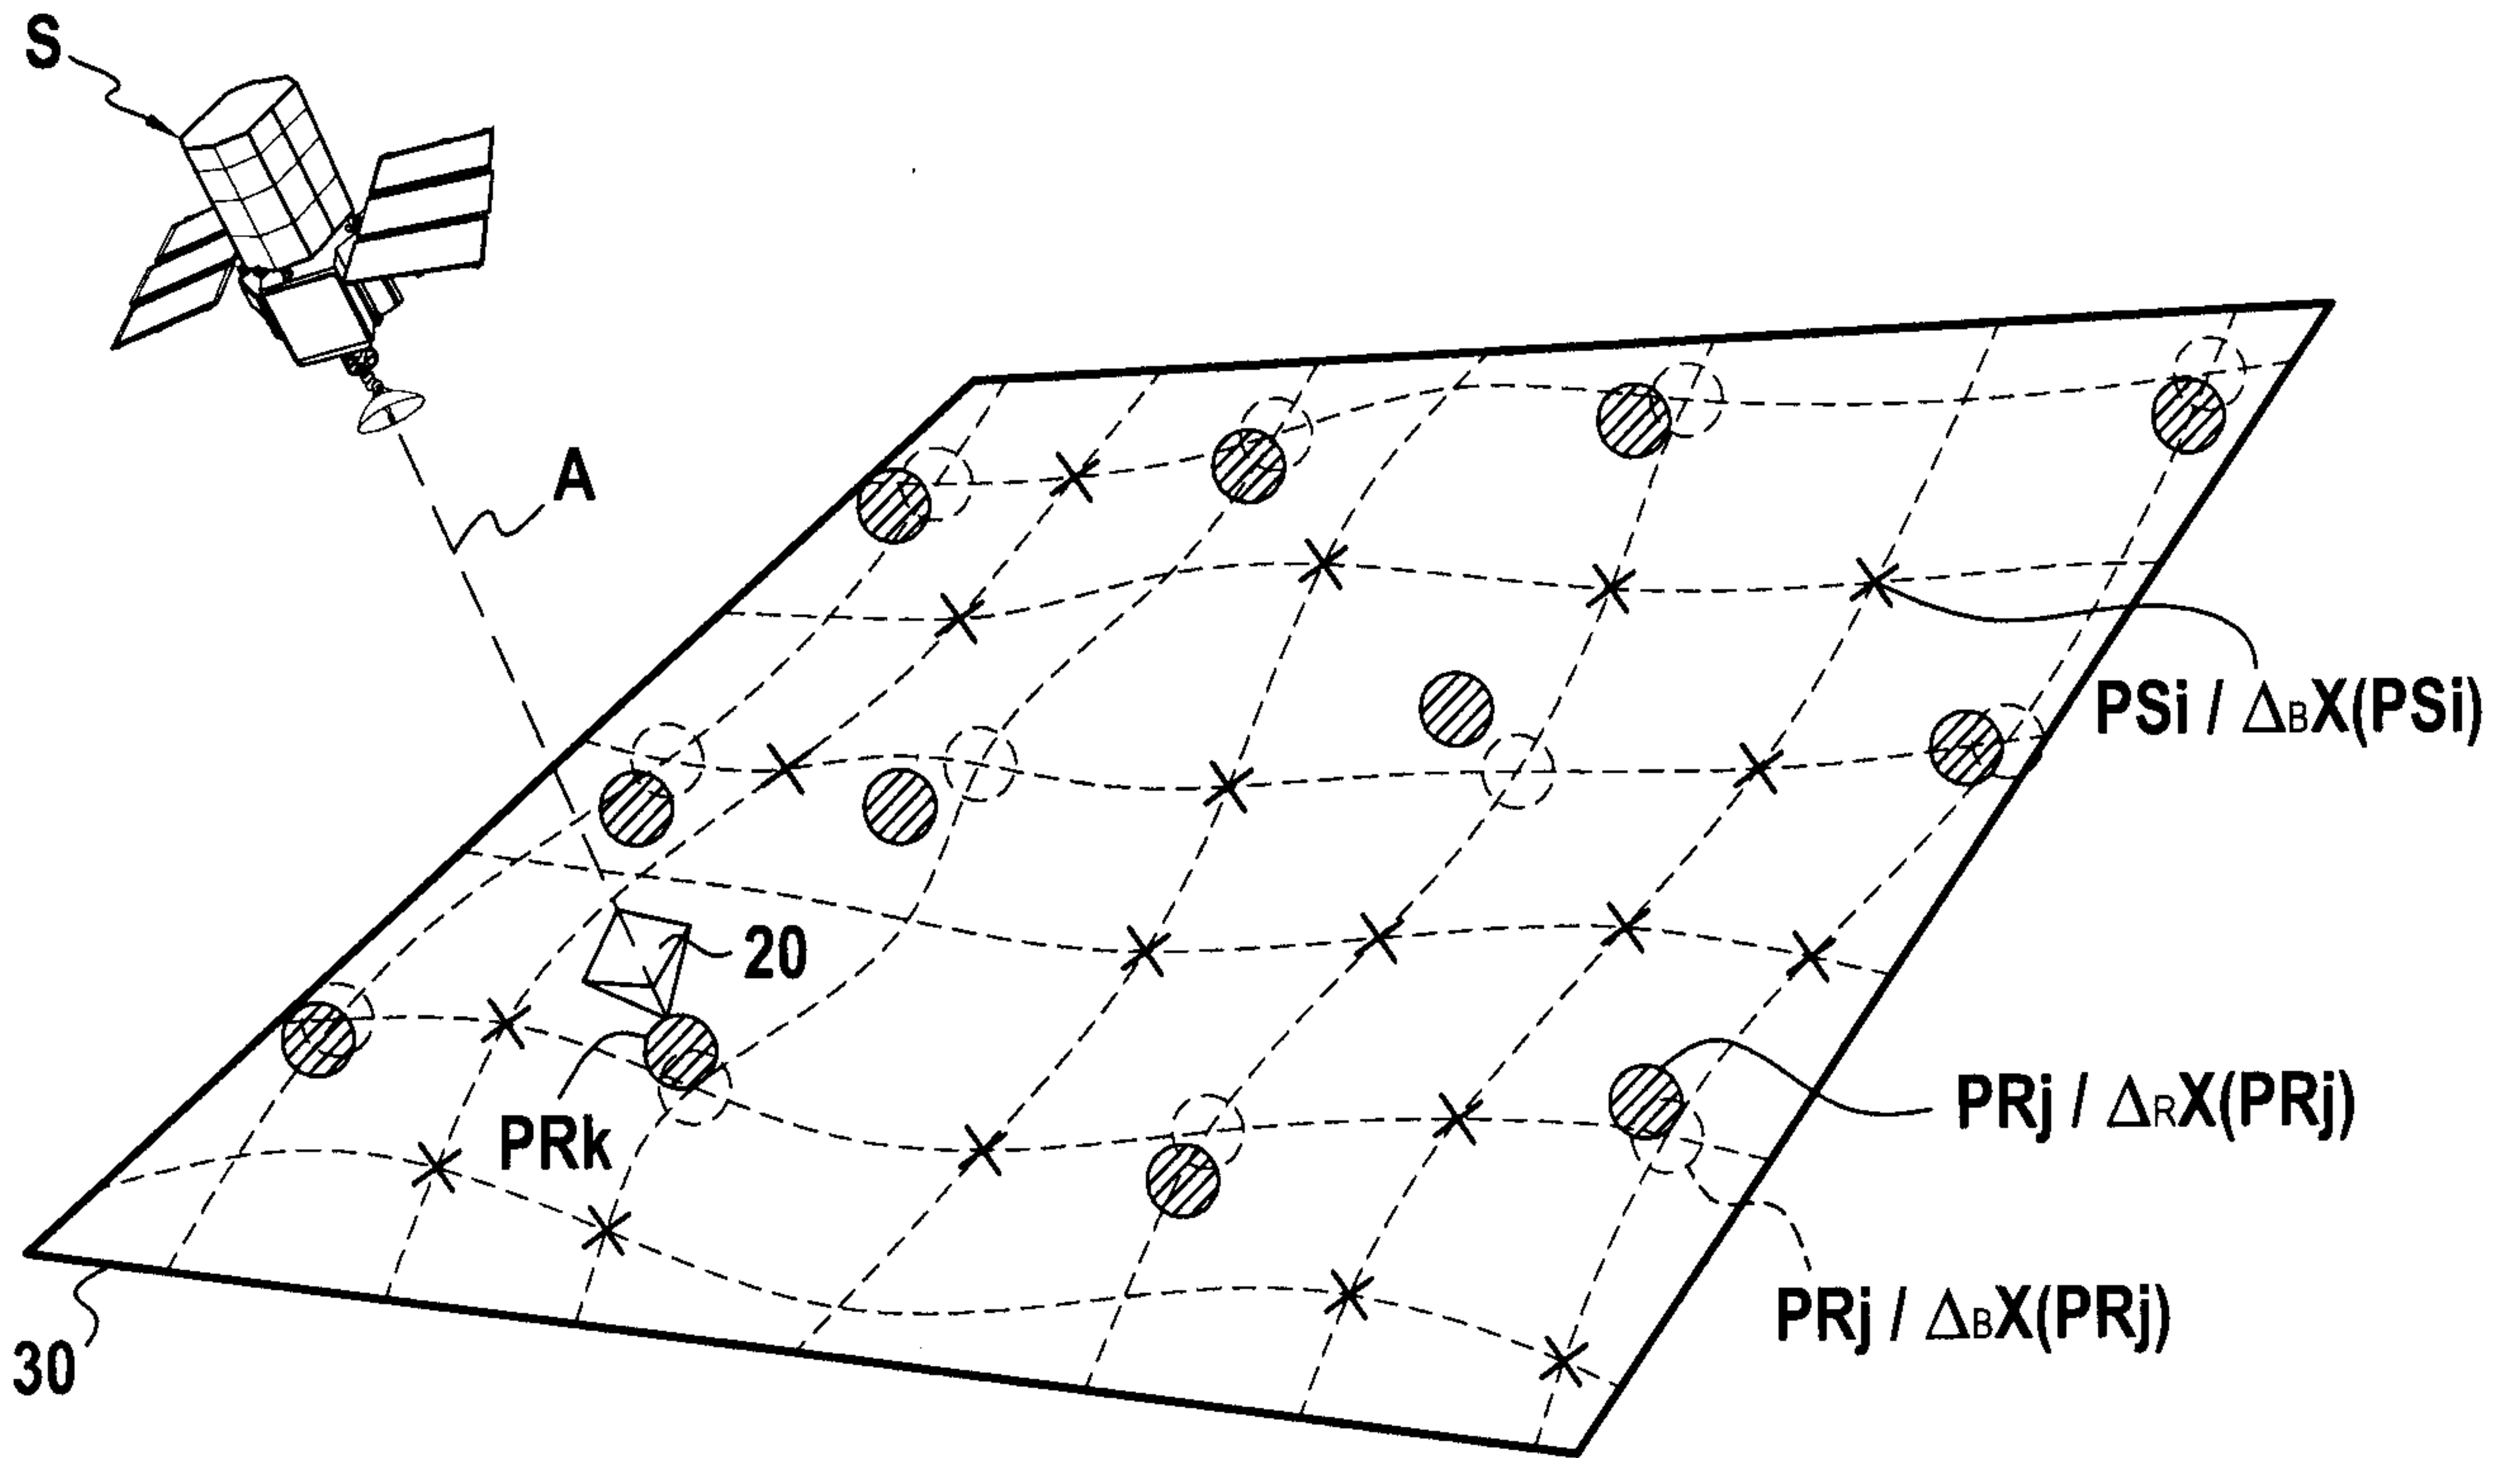 S
A
PSi / ΔBX(PSi)
20
PRk
PRj / ΔRX(PRj)
PRj / ΔBX(PRj)
30